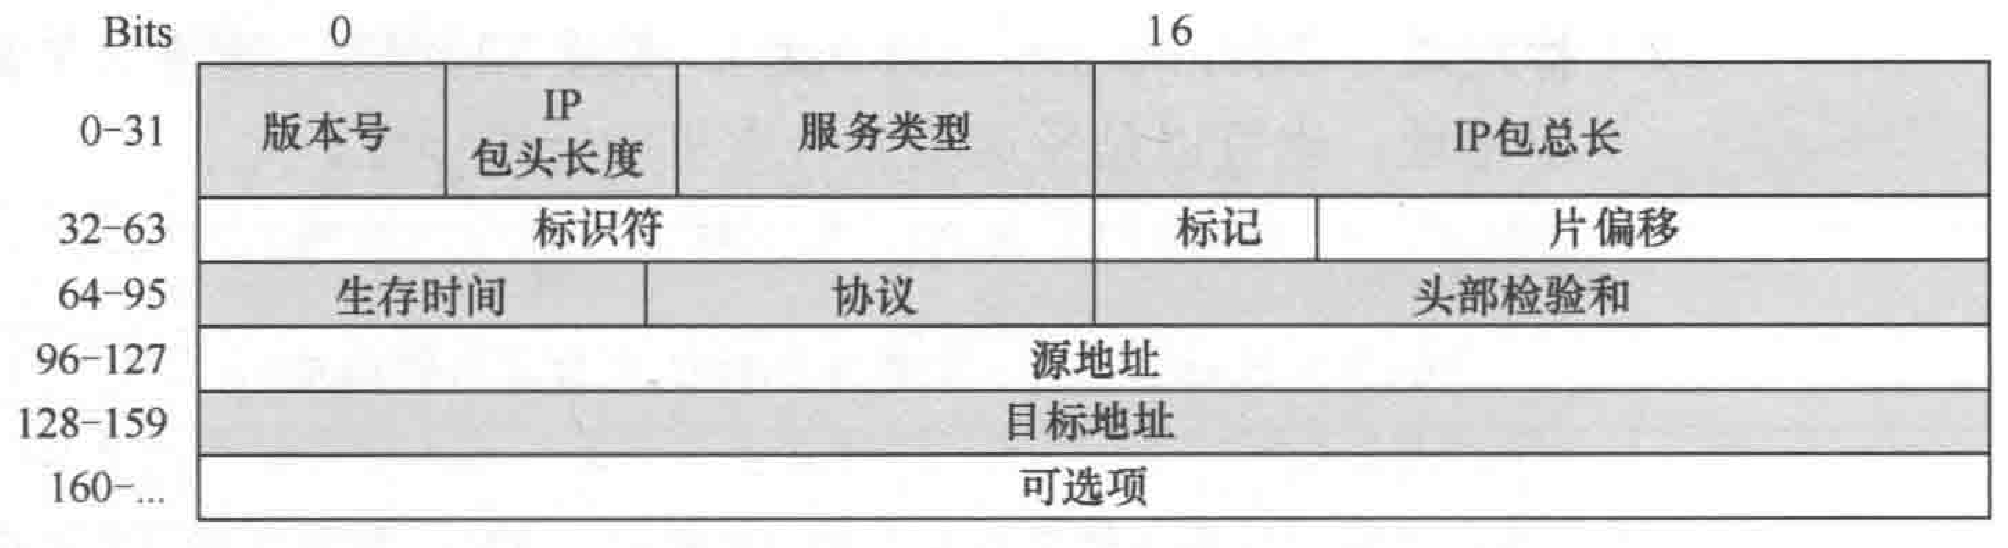 Bits 0 16
0-31 版本号 IP 包头长度 服务类型 IP包总长
32-63 标识符 标记 片偏移
64-95 生存时间 协议 头部检验和
96-127 源地址
128-159 目标地址
160-... 可选项